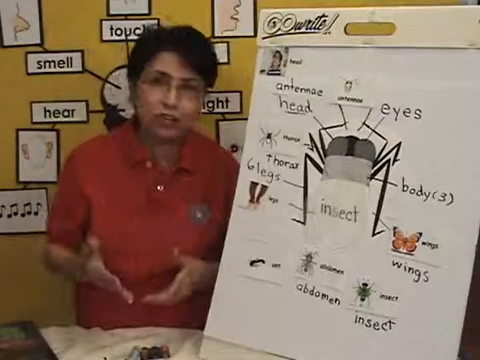 touch
smell
hear
ight
GOwrite!
head
antennae
antennae
head
eyes
thorax
thorax
6 legs
legs
body(3)
insect
wings
wings
ant
abdomen
abdomen
insect
insect